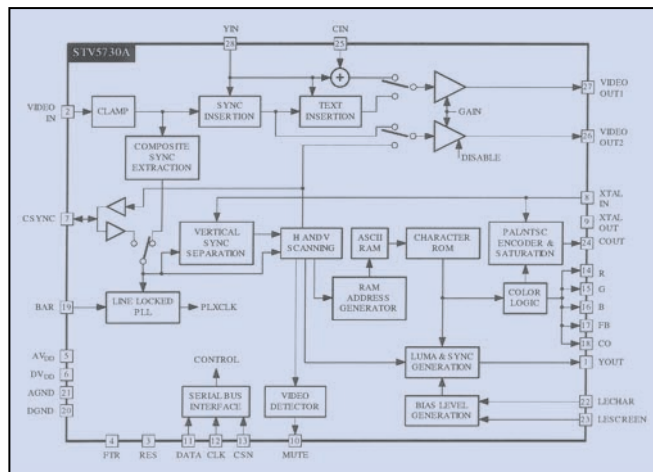 YIN
CIN
STV5730A
28
25
VIDEO
IN
2
CLAMP
SYNC
INSERTION
TEXT
INSERTION
+
GAIN
27
VIDEO
OUT1
26
VIDEO
OUT2
DISABLE
COMPOSITE
SYNC
EXTRACTION
CSYNC
7
8
XTAL
IN
9
XTAL
OUT
VERTICAL
SYNC
SEPARATION
H AND V
SCANNING
ASCII
RAM
CHARACTER
ROM
PAL/NTSC
ENCODER &
SATURATION
24
COUT
BAR
19
LINE LOCKED
PLL
PLXCLK
RAM
ADDRESS
GENERATOR
COLOR
LOGIC
14
R
15
G
16
B
17
FB
18
CO
AVDD
5
DVDD
6
AGND
21
DGND
20
CONTROL
SERIAL BUS
INTERFACE
VIDEO
DETECTOR
LUMA & SYNC
GENERATION
1
YOUT
BIAS LEVEL
GENERATION
22
LECHAR
23
LESCREEN
4
3
11
12
13
10
FTR
RES
DATA
CLK
CSN
MUTE